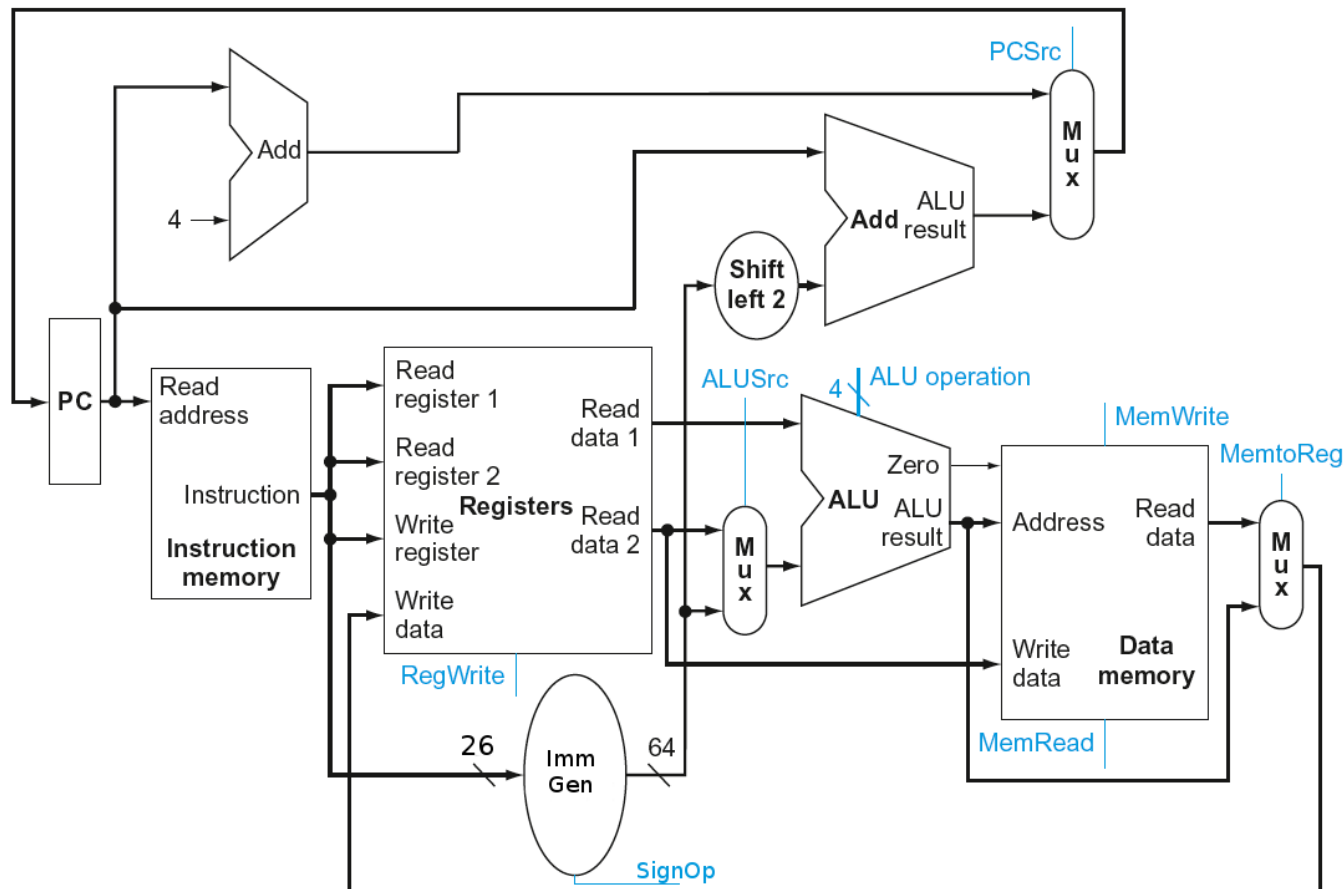 PCSrc
M
u
x
Add
4
Add
ALU
result
Shift
left 2
PC
Read
address
Instruction
Instruction
memory
Read
register 1
Read
register 2
Write
register
Write
data
Registers
Read
data 1
Read
data 2
RegWrite
ALUSrc
M
u
x
4
ALU operation
Zero
ALU
ALU
result
MemWrite
Address
Read
data
Write
data
Data
memory
MemRead
MemtoReg
M
u
x
26
Imm
Gen
64
SignOp